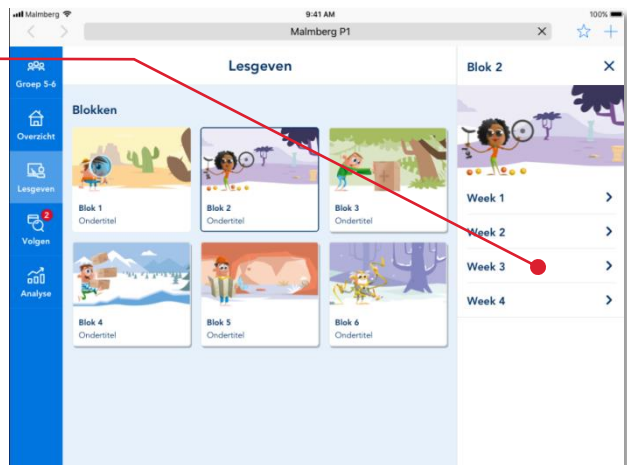 Malmberg
9:41 AM
100%
Malmberg P1
Groep 5-6
Overzicht
Lesgeven
2
Volgen
Analyse
Lesgeven
Blokken
Blok 1
Ondertitel
Blok 2
Ondertitel
Blok 3
Ondertitel
Blok 4
Ondertitel
Blok 5
Ondertitel
Blok 6
Ondertitel
Blok 2
Week 1
Week 2
Week 3
Week 4